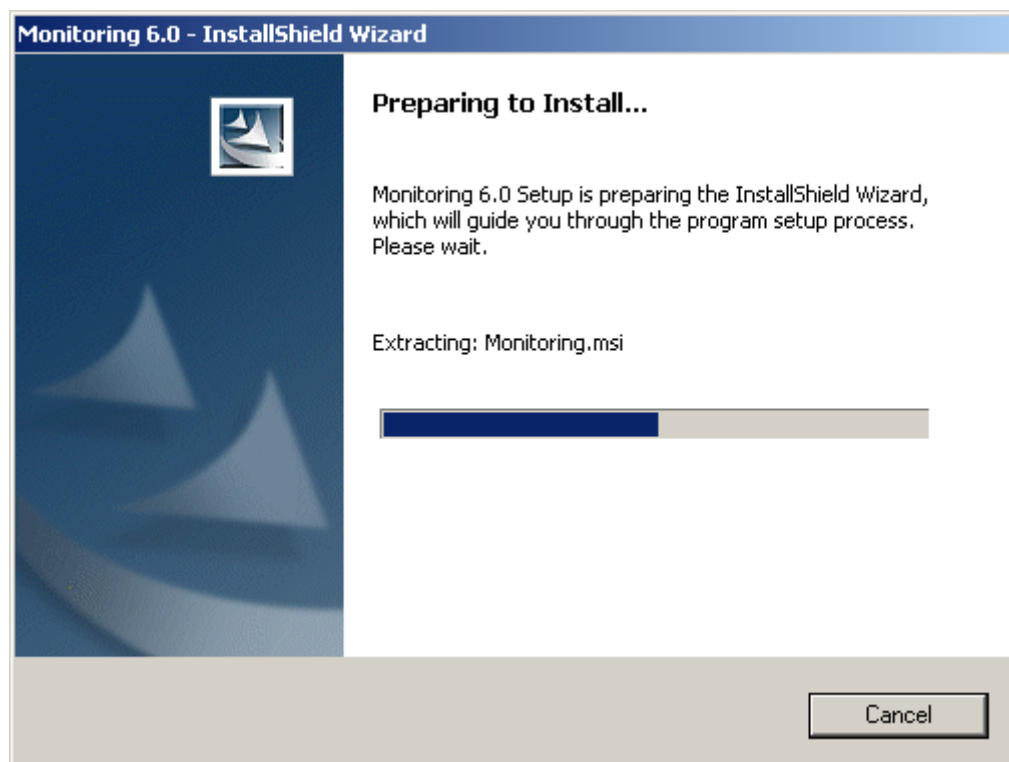 Monitoring 6.0 - InstallShield Wizard
Preparing to Install...
Monitoring 6.0 Setup is preparing the InstallShield Wizard,
which will guide you through the program setup process.
Please wait.
Extracting: Monitoring.msi
Cancel